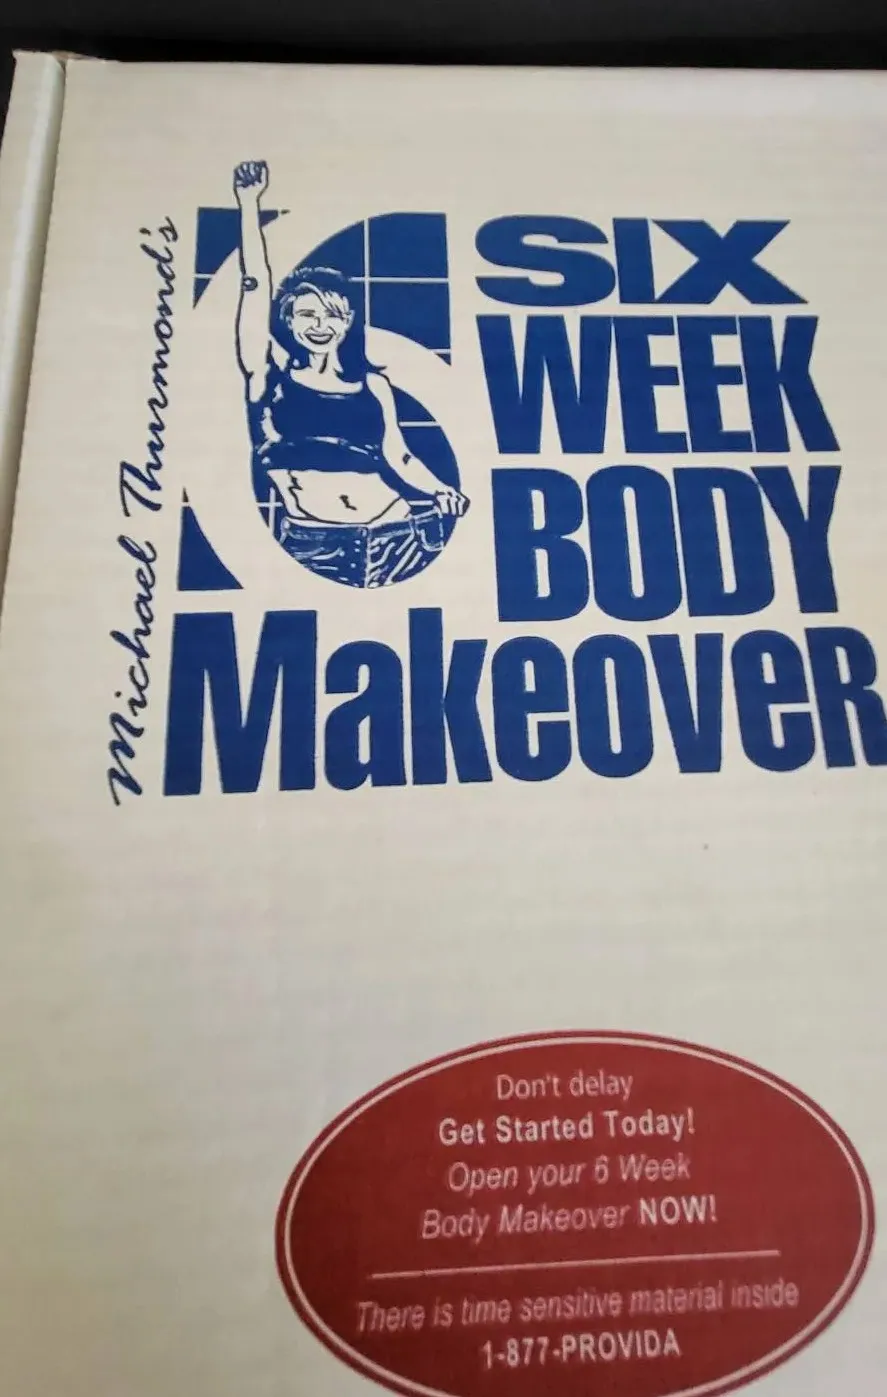 Michael Thurmond's
SIX
WEEK
BODY
Makeover
Don't delay
Get Started Today!
Open your 6 Week
Body Makeover NOW!
There is time sensitive material inside
1-877-PROVIDA